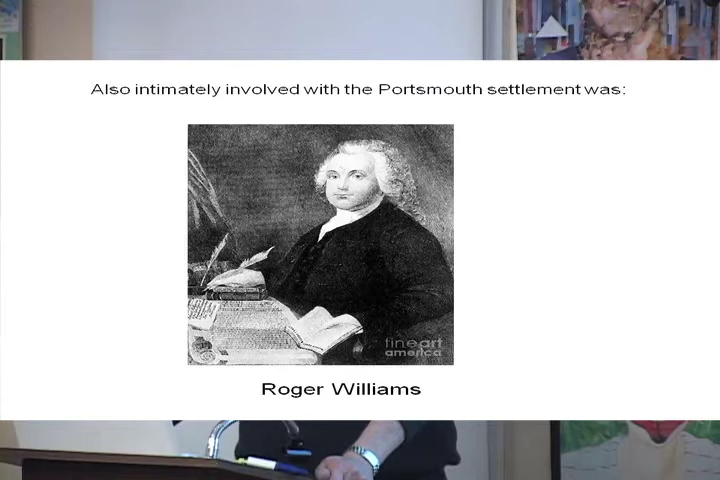 Also intimately involved with the Portsmouth settlement was:
fineart
america
Roger Williams